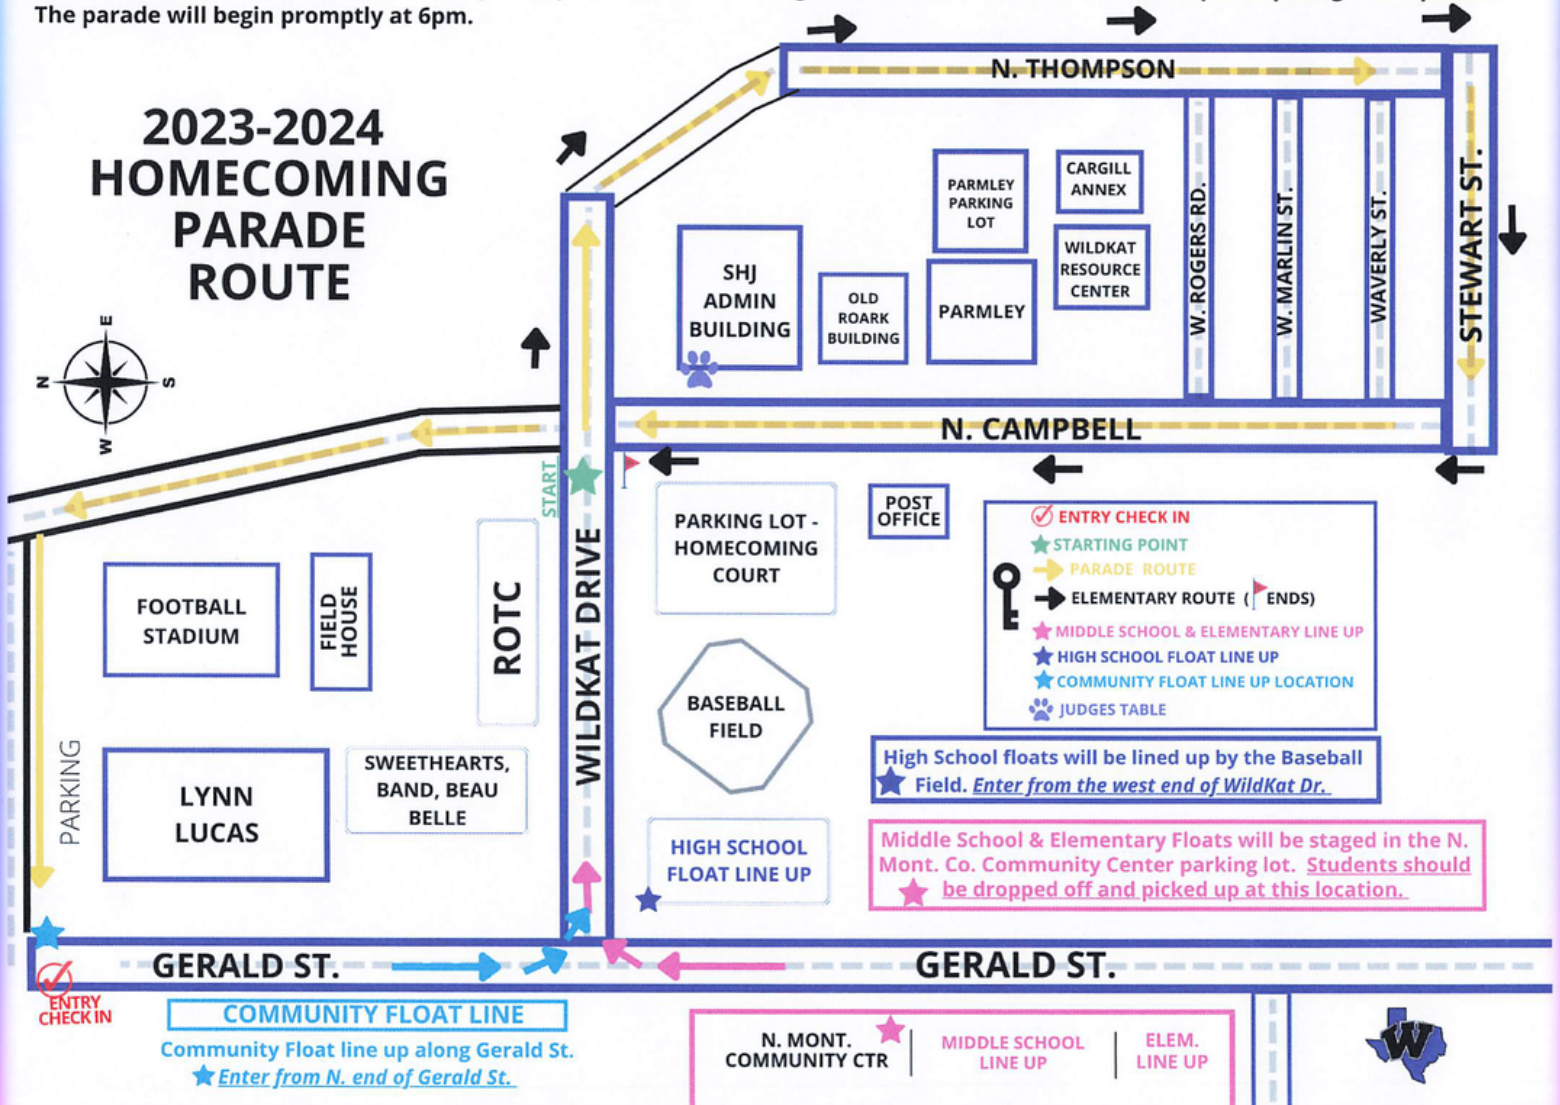 The parade will begin promptly at 6pm.
2023-2024
HOMECOMING
PARADE
ROUTE
E
N
S
W
N. THOMPSON
STEWART ST.
W. ROGERS RD.
W. MARLIN ST.
WAVERLY ST.
PARMLEY
PARKING
LOT
CARGILL
ANNEX
WILDKAT
RESOURCE
CENTER
SHJ
ADMIN
BUILDING
OLD
ROARK
BUILDING
PARMLEY
N. CAMPBELL
START
WILDKAT DRIVE
PARKING LOT -
HOMECOMING
COURT
POST
OFFICE
ENTRY CHECK IN
STARTING POINT
PARADE ROUTE
ELEMENTARY ROUTE ( ENDS)
MIDDLE SCHOOL & ELEMENTARY LINE UP
HIGH SCHOOL FLOAT LINE UP
COMMUNITY FLOAT LINE UP LOCATION
JUDGES TABLE
FOOTBALL
STADIUM
FIELD
HOUSE
ROTC
BASEBALL
FIELD
PARKING
LYNN
LUCAS
SWEETHEARTS,
BAND, BEAU
BELLE
HIGH SCHOOL
FLOAT LINE UP
High School floats will be lined up by the Baseball
Field. Enter from the west end of WildKat Dr.
Middle School & Elementary Floats will be staged in the N.
Mont. Co. Community Center parking lot. Students should
be dropped off and picked up at this location.
GERALD ST.
GERALD ST.
ENTRY
CHECK IN
COMMUNITY FLOAT LINE
Community Float line up along Gerald St.
Enter from N. end of Gerald St.
N. MONT.
COMMUNITY CTR
MIDDLE SCHOOL
LINE UP
ELEM.
LINE UP
W